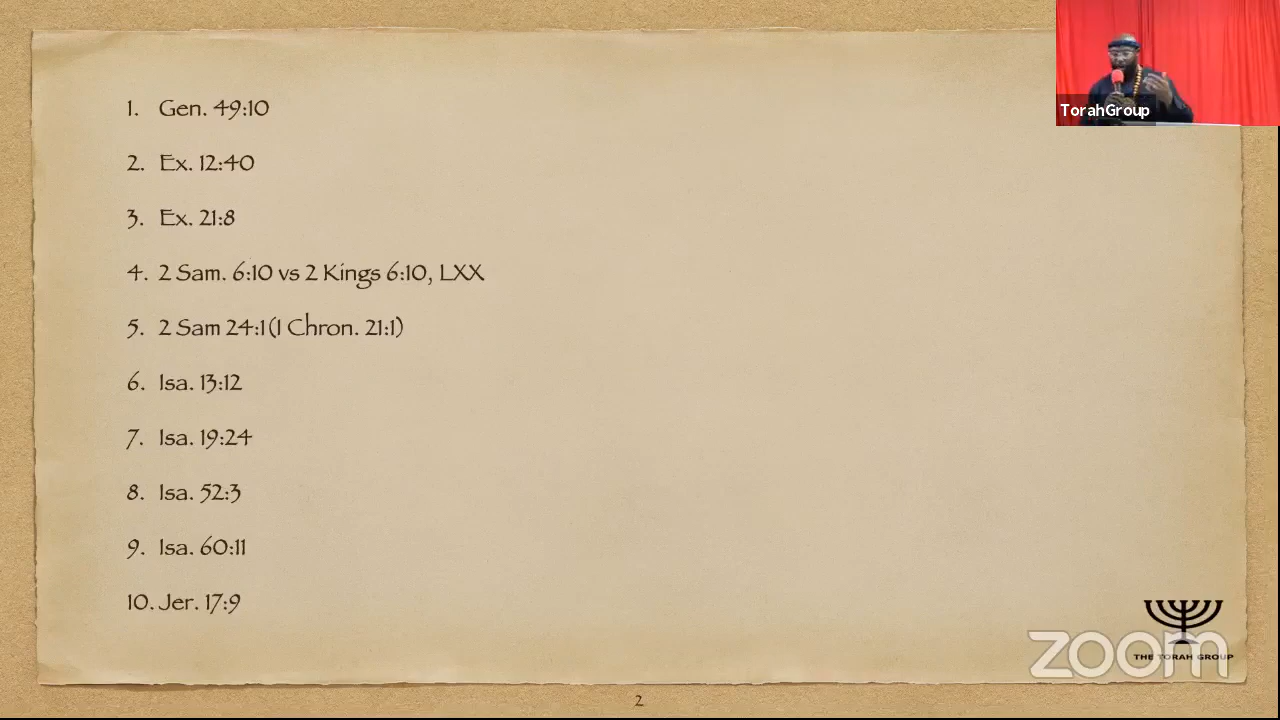 TorahGroup
1. Gen. 49:10
2. Ex. 12:40
3. Ex. 21:8
4. 2 Sam. 6:10 vs 2 Kings 6:10, LXX
5. 2 Sam 24:1(1 Chron. 21:1)
6. Isa. 13:12
7. Isa. 19:24
8. Isa. 52:3
9. Isa. 60:11
10. Jer. 17:9
zoom
THE TORAH GROUP
2